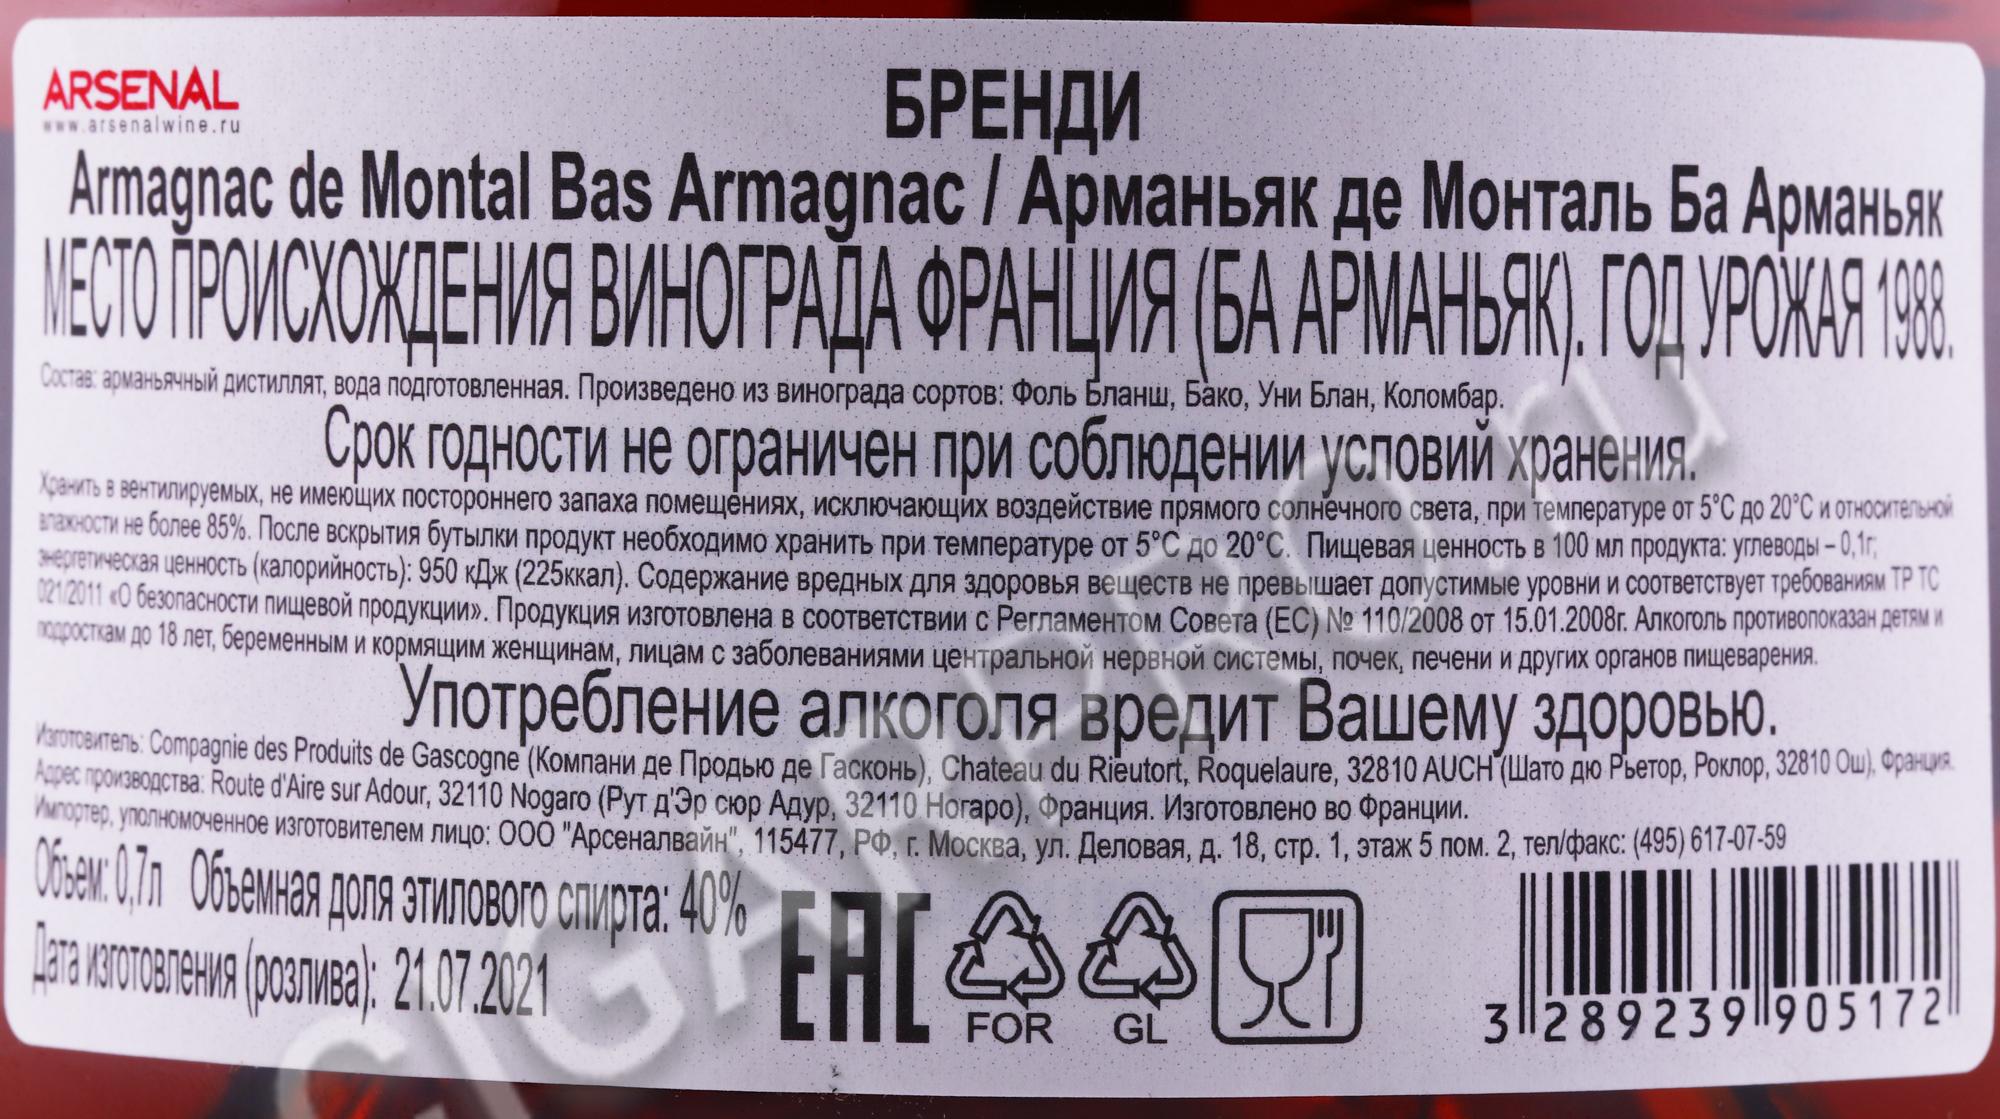 ARSENAL
www.arsenalwine.ru
БРЕНДИ
Armagnac de Montal Bas Armagnac / Арманьяк де Монталь Ба Арманьяк
МЕСТО ПРОИСХОЖДЕНИЯ ВИНОГРАДА ФРАНЦИЯ (БА АРМАНЬЯК). ГОД УРОЖАЯ 1988.
Состав: арманьячный дистиллят, вода подготовленная. Произведено из винограда сортов: Фоль Бланш, Бако, Уни Блан, Коломбар.
Срок годности не ограничен при соблюдении условий хранения.
Хранить в вентилируемых, не имеющих постороннего запаха помещениях, исключающих воздействие прямого солнечного света, при температуре от 5°С до 20°С и относительной
влажности не более 85%. После вскрытия бутылки продукт необходимо хранить при температуре от 5°С до 20°С. Пищевая ценность в 100 мл продукта: углеводы – 0,1г;
энергетическая ценность (калорийность): 950 кДж (225ккал). Содержание вредных для здоровья веществ не превышает допустимые уровни и соответствует требованиям ТР ТС
021/2011 «О безопасности пищевой продукции». Продукция изготовлена в соответствии с Регламентом Совета (ЕС) № 110/2008 от 15.01.2008г. Алкоголь противопоказан детям и
подросткам до 18 лет, беременным и кормящим женщинам, лицам с заболеваниями центральной нервной системы, почек, печени и других органов пищеварения.
Употребление алкоголя вредит Вашему здоровью.
Изготовитель: Compagnie des Produits de Gascogne (Компани де Продью де Гасконь), Chateau du Rieutort, Roquelaure, 32810 AUCH (Шато дю Рьетор, Роклор, 32810 Ош), Франция.
Адрес производства: Route d'Aire sur Adour, 32110 Nogaro (Рут д'Эр сюр Адур, 32110 Ногаро), Франция. Изготовлено во Франции.
Импортер, уполномоченное изготовителем лицо: ООО "Арсеналвайн", 115477, РФ, г. Москва, ул. Деловая, д. 18, стр. 1, этаж 5 пом. 2, тел/факс: (495) 617-07-59
Объем: 0,7л Объемная доля этилового спирта: 40%
Дата изготовления (розлива): 21.07.2021
EAC
FOR
GL
3 289239 905172
CIGARPRO.ru